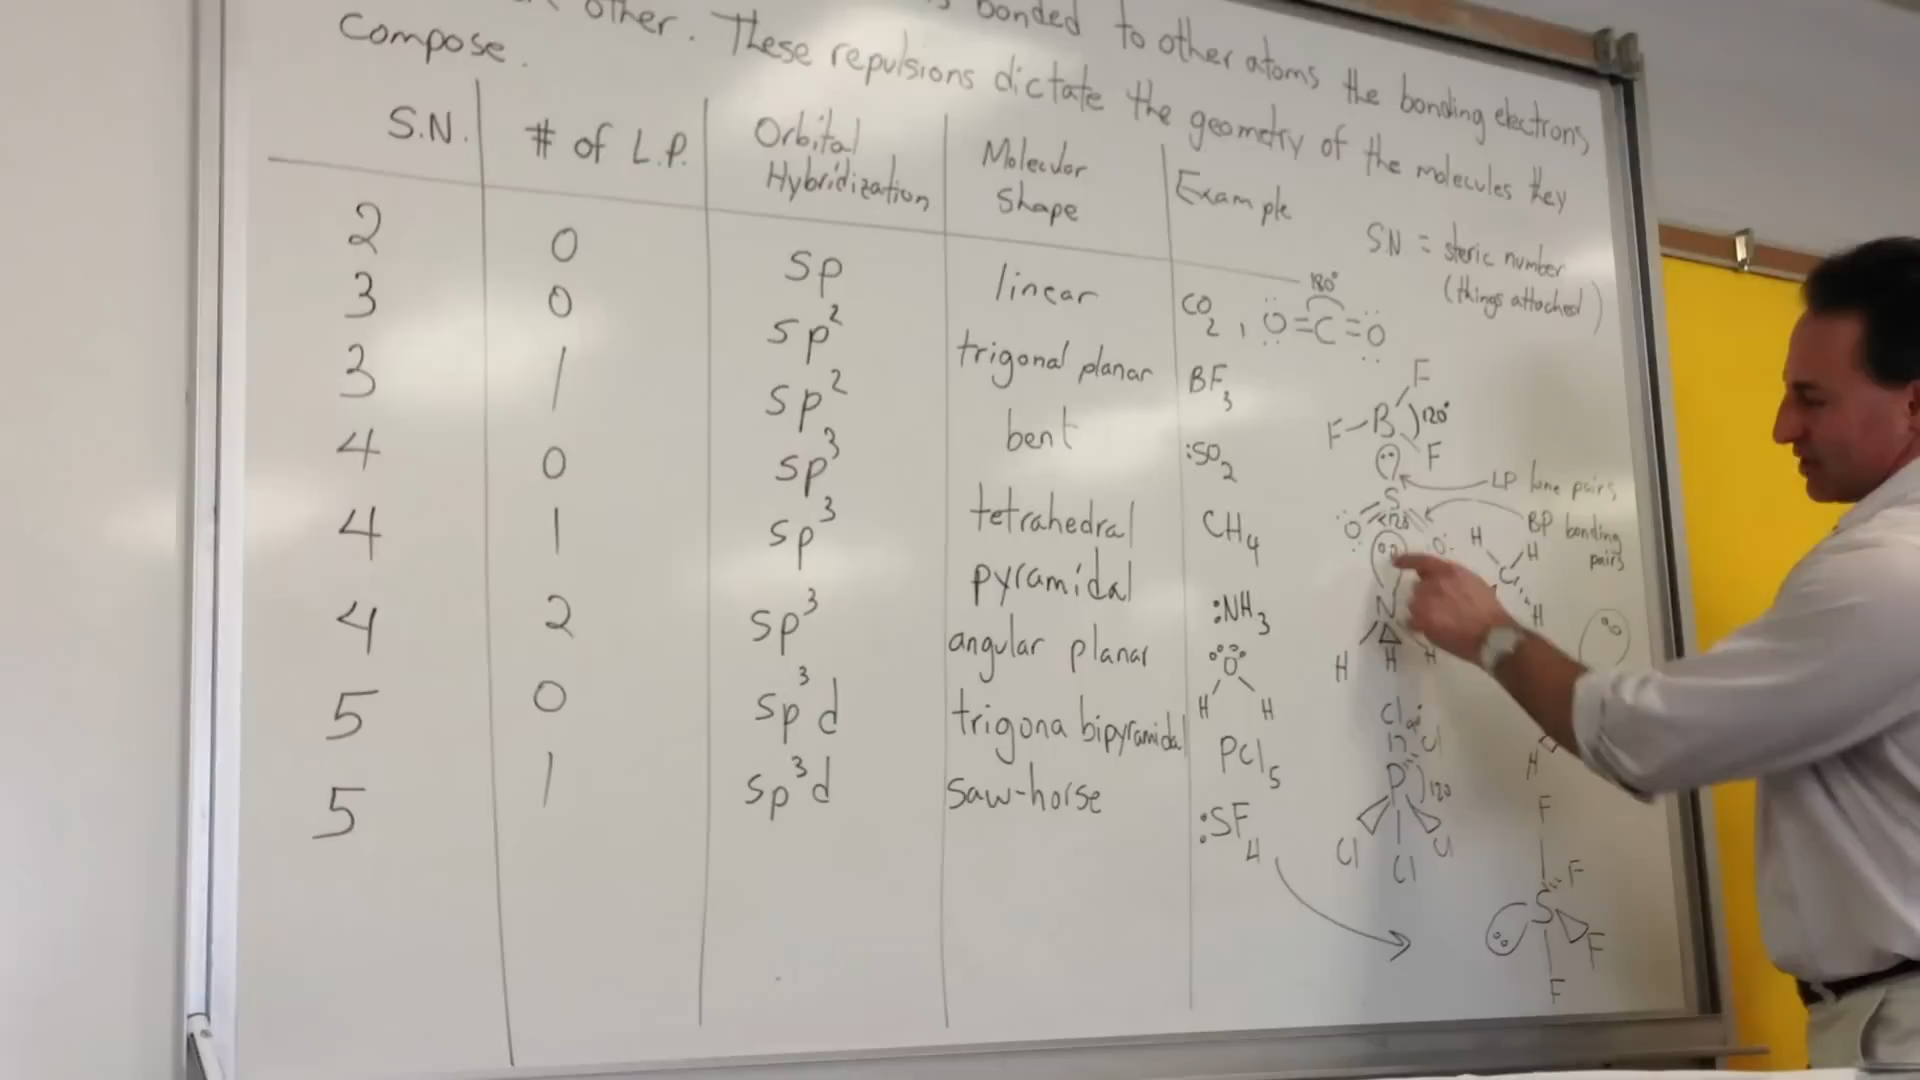 other. These repulsions dictate the geometry of the molecules they
bonded to other atoms the bonding electrons
compose.
S.N. # of L.P. Orbital Hybridization Molecular Shape Example
SN = steric number
(things attached)
2 0 sp linear CO2, O=C=O 180°
3 0 sp2 trigonal planar BF3
F B F F 120°
3 1 sp2 bent :SO2
S O O
LP lone pairs
BP bonding pairs
4 0 sp3 tetrahedral CH4
H H C H
4 1 sp3 pyramidal :NH3
N H H H
4 2 sp3 angular planar O H H
H
5 0 sp3d trigona bipyramidal PCl5
Cl Cl P 120 Cl Cl Cl
5 1 sp3d saw-horse :SF4
F S F F F